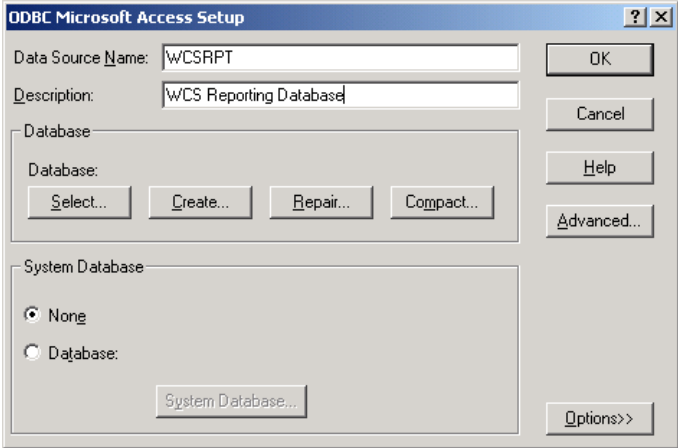 ODBC Microsoft Access Setup
Data Source Name: WCSRPT
OK
Description: WCS Reporting Database
Cancel
Database
Database:
Help
Select... Create... Repair... Compact...
Advanced...
System Database
None
Database:
System Database...
Options>>